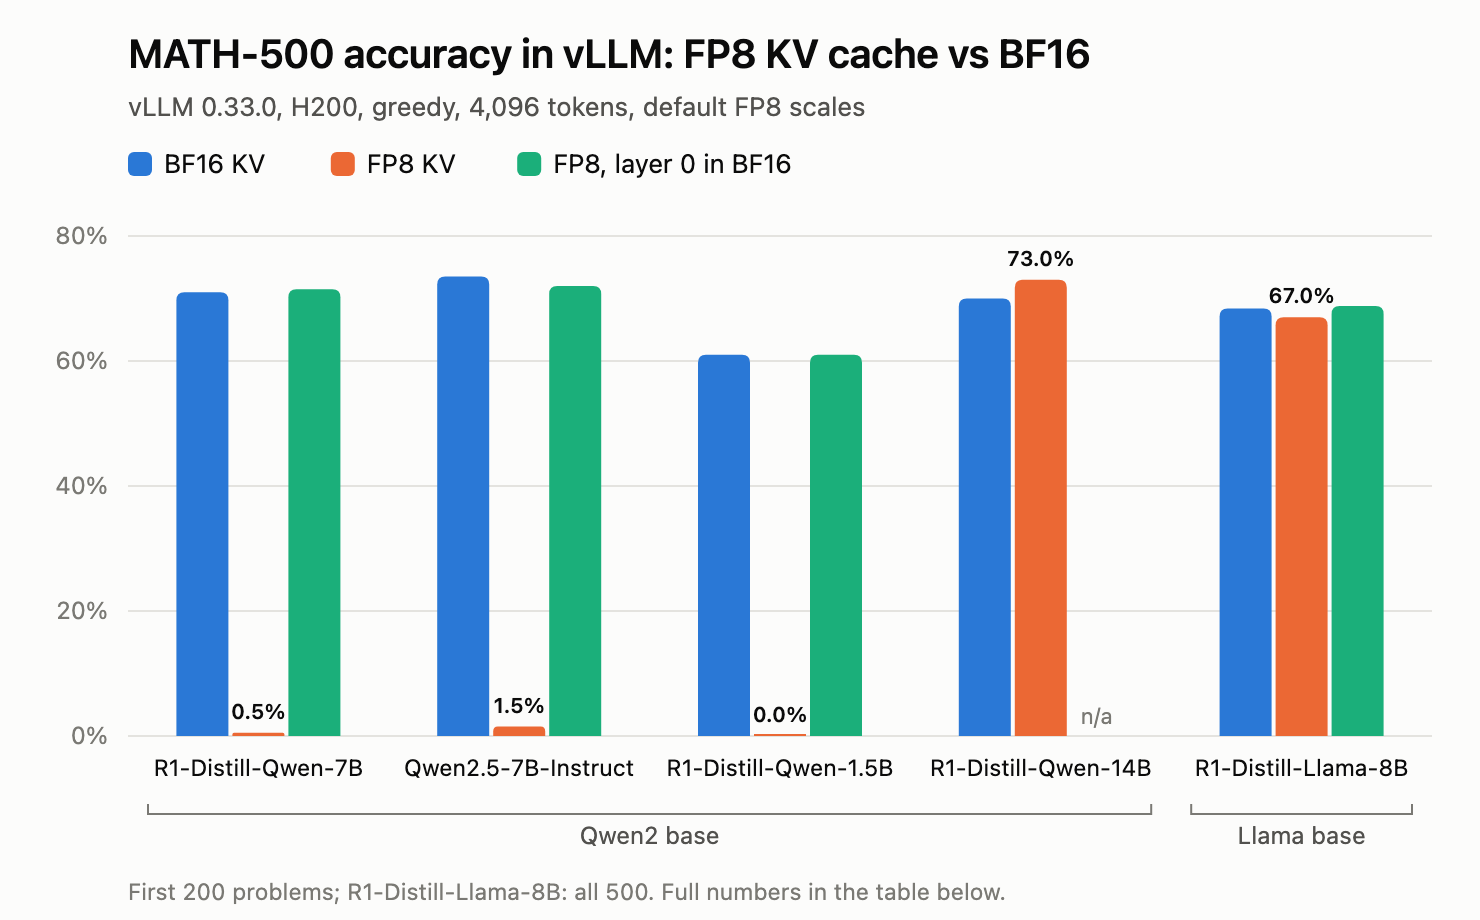 MATH-500 accuracy in vLLM: FP8 KV cache vs BF16
vLLM 0.33.0, H200, greedy, 4,096 tokens, default FP8 scales
BF16 KV
FP8 KV
FP8, layer 0 in BF16
80%
60%
40%
20%
0%
0.5%
1.5%
0.0%
73.0%
n/a
67.0%
R1-Distill-Qwen-7B
Qwen2.5-7B-Instruct
R1-Distill-Qwen-1.5B
R1-Distill-Qwen-14B
R1-Distill-Llama-8B
Qwen2 base
Llama base
First 200 problems; R1-Distill-Llama-8B: all 500. Full numbers in the table below.